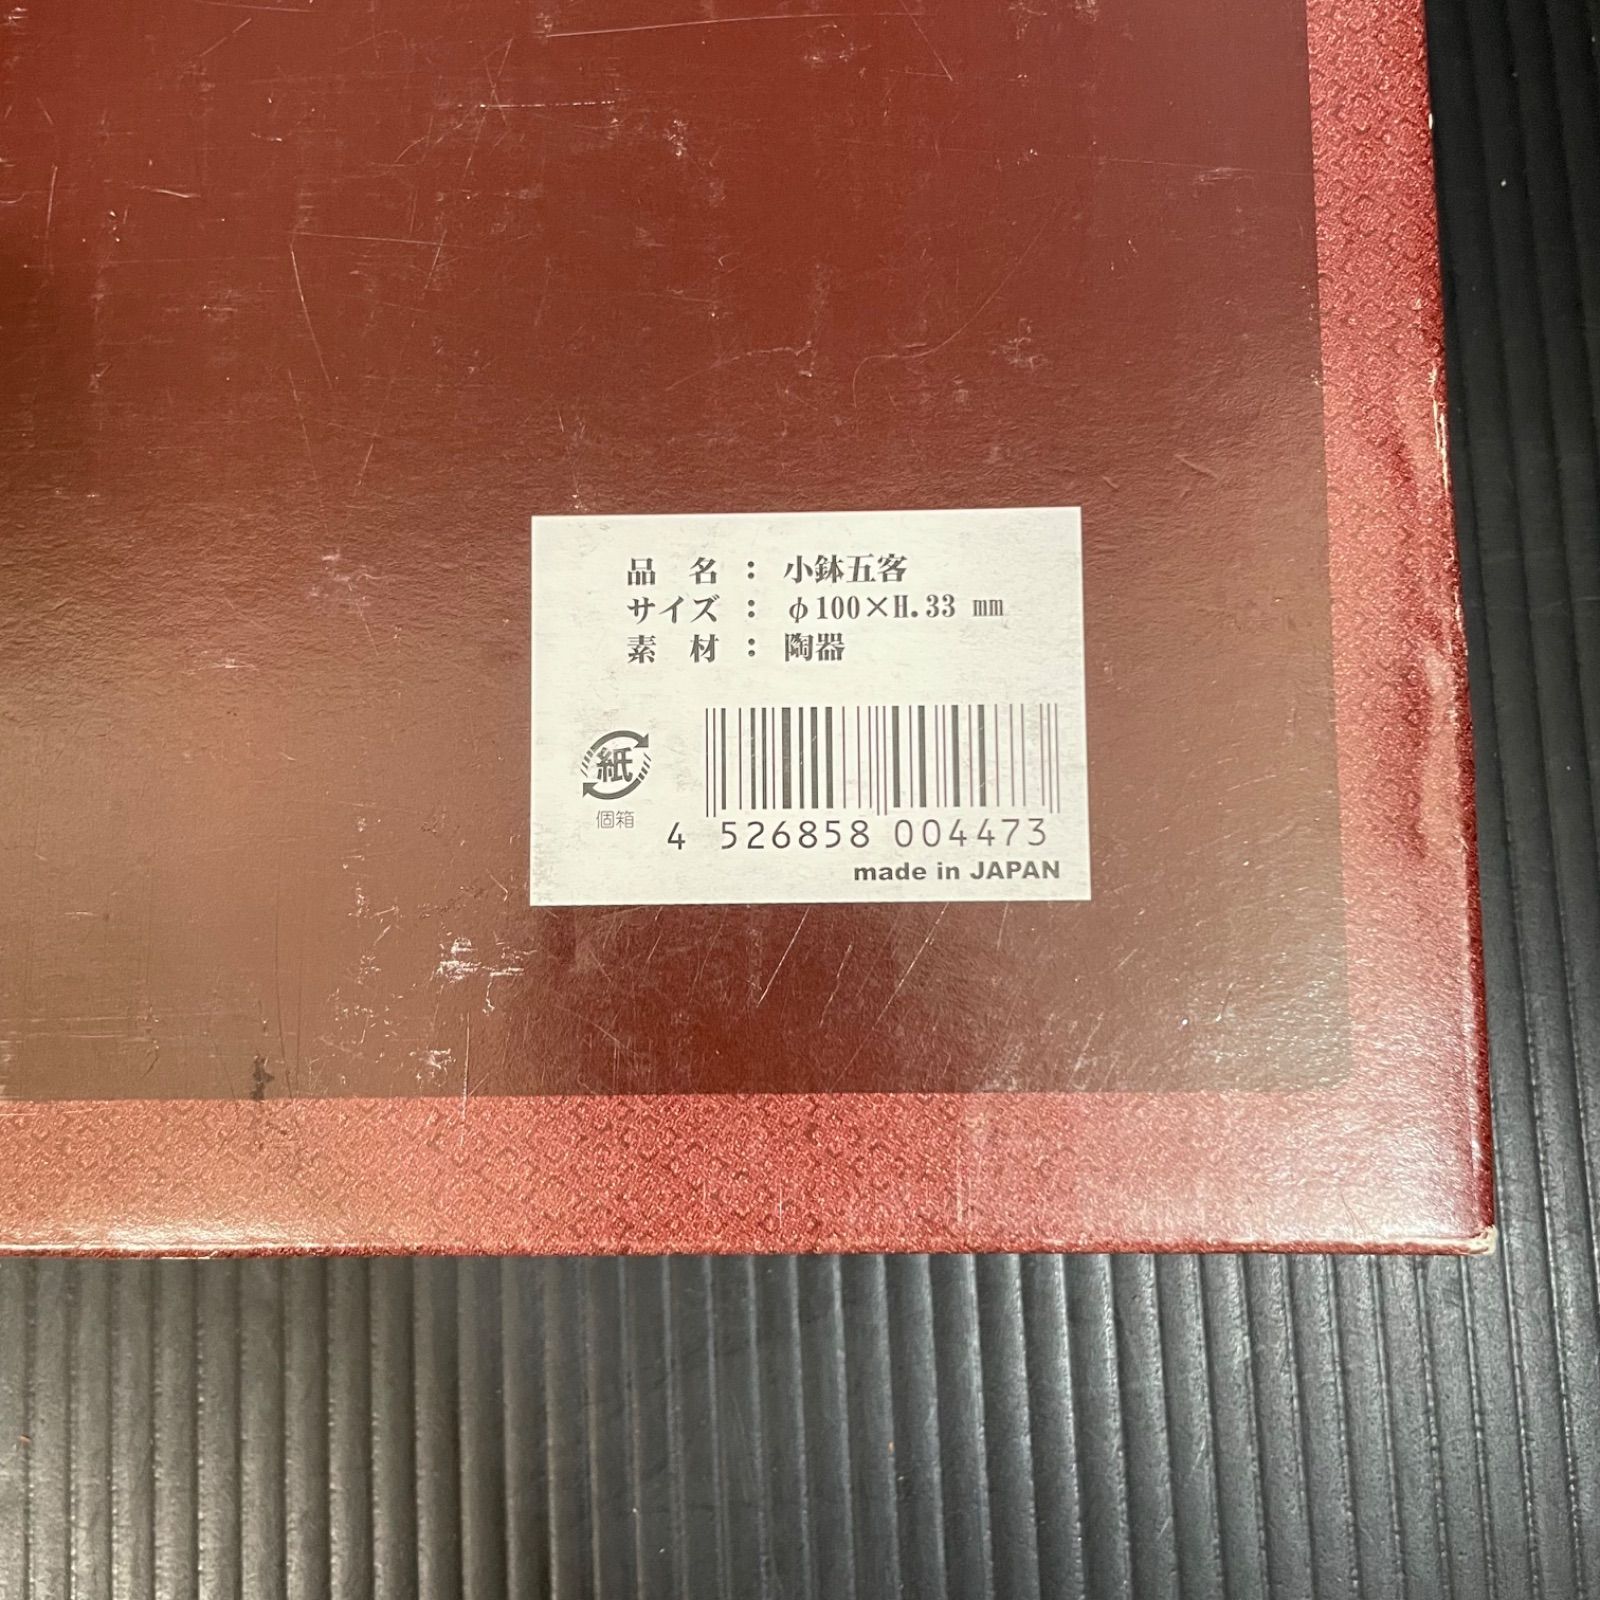 品 名 : 小鉢五客
サイズ : φ100×H.33 mm
素 材 : 陶器
紙
個箱
4 526858 004473
made in JAPAN